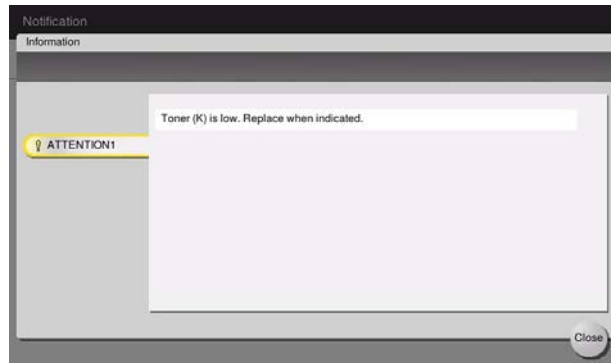 Notification
Information
Toner (K) is low. Replace when indicated.
ATTENTION1
Close